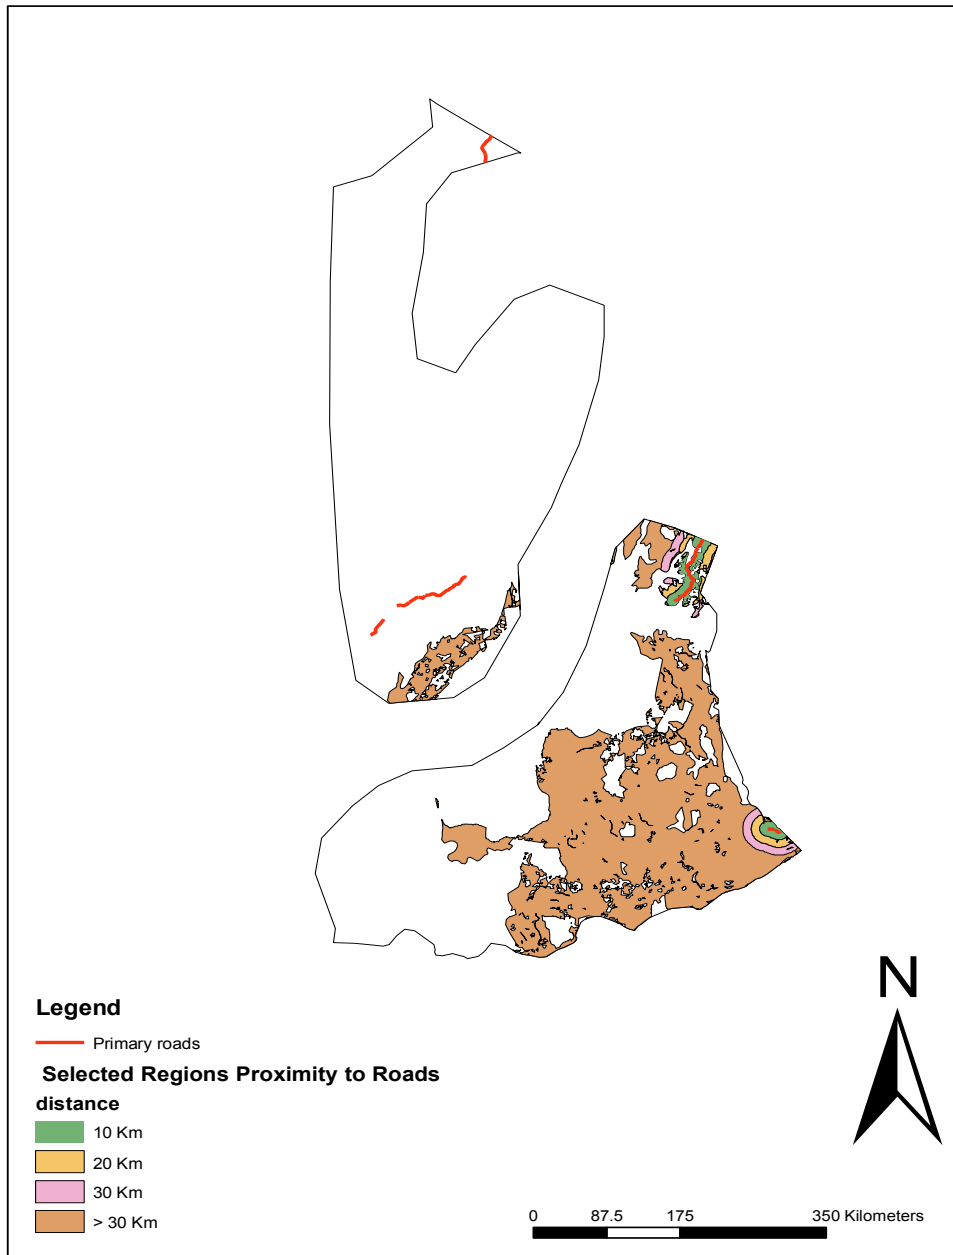 N
Legend
Primary roads
Selected Regions Proximity to Roads
distance
10 Km
20 Km
30 Km
> 30 Km
0 87.5 175 350 Kilometers